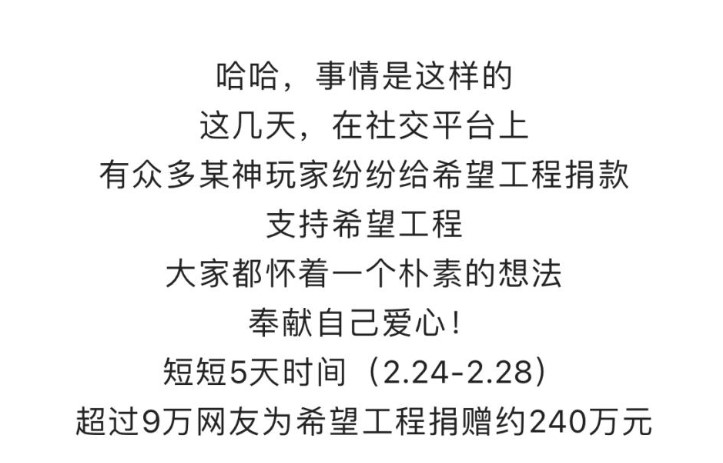 哈哈，事情是这样的
这几天，在社交平台上
有众多某神玩家纷纷给希望工程捐款
支持希望工程
大家都怀着一个朴素的想法
奉献自己爱心！
短短5天时间（2.24-2.28）
超过9万网友为希望工程捐赠约240万元